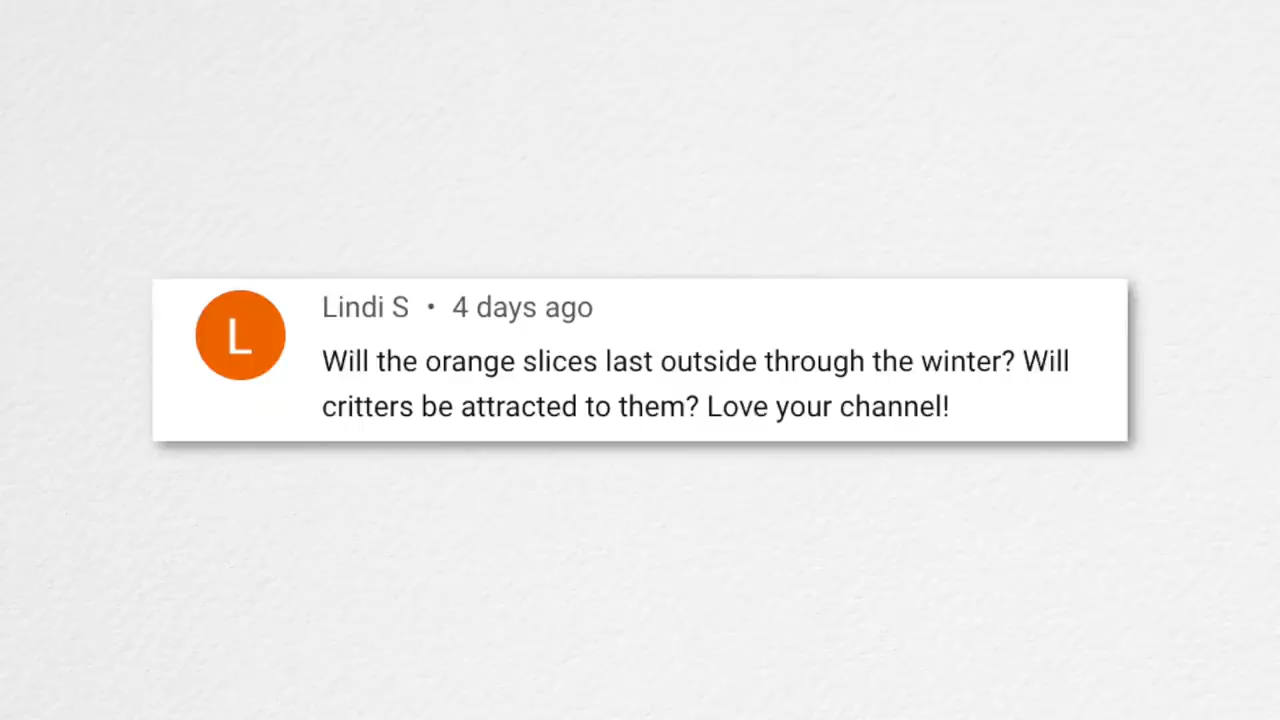 L
Lindi S • 4 days ago
Will the orange slices last outside through the winter? Will
critters be attracted to them? Love your channel!